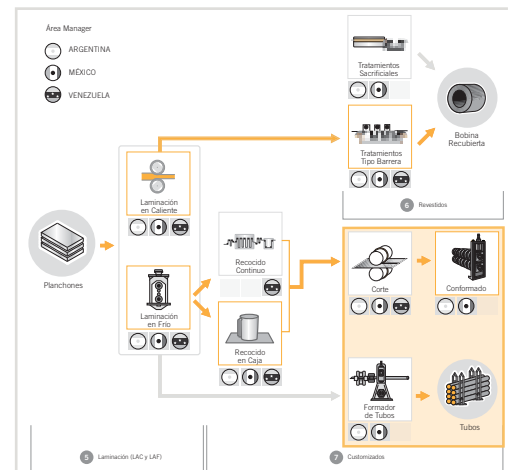 Área Manager
ARGENTINA
MÉXICO
VENEZUELA
Tratamientos
Sacrificiales
Bobina
Recubierta
Tratamientos
Tipo Barrera
6 Revestidos
Laminación
en Caliente
Planchones
Recocido
Continuo
Laminación
en Frío
Recocido
en Caja
Corte
Conformado
Formador
de Tubos
Tubos
5 Laminación (LAC y LAF)
7 Customizados